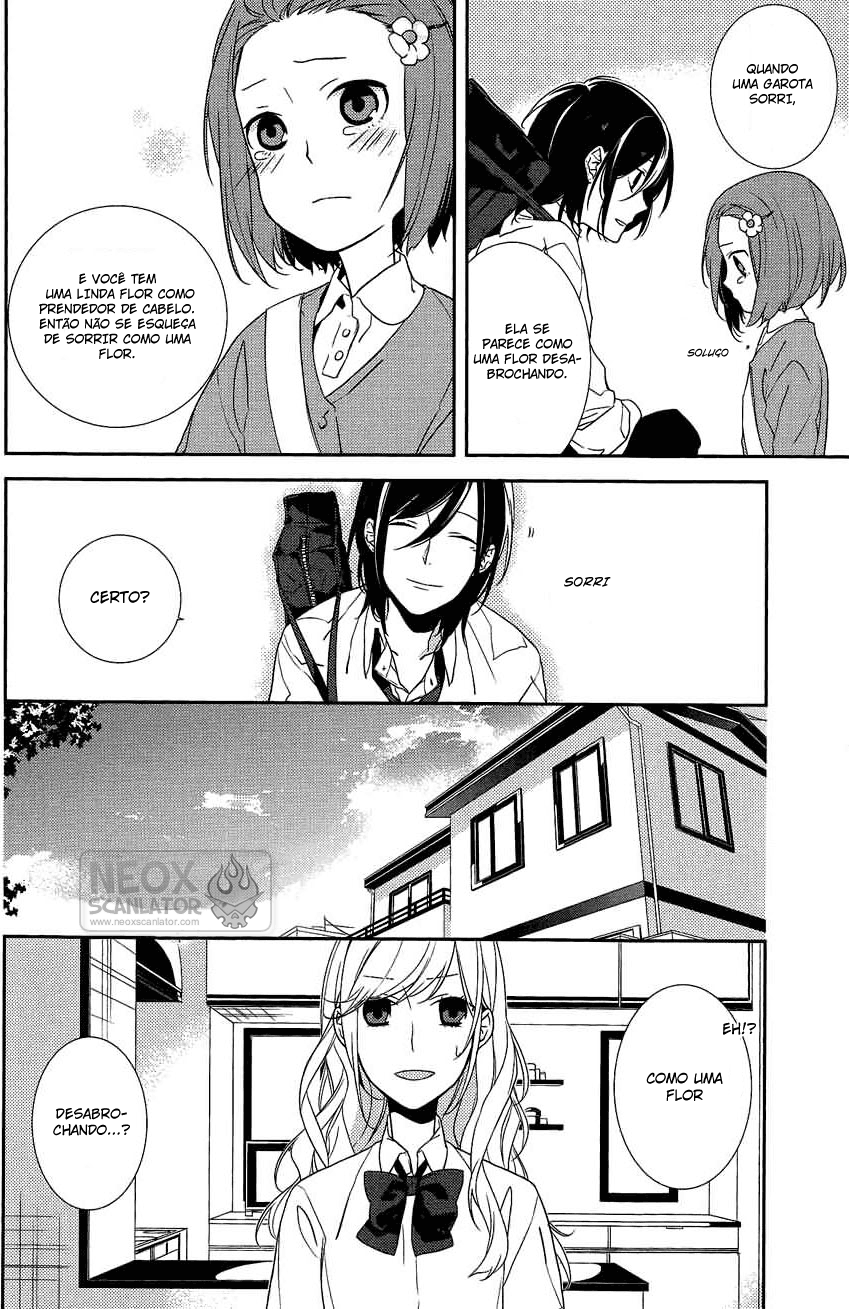 QUANDO
UMA GAROTA
SORRI,
ELA SE
PARECE COMO
UMA FLOR DESA-
BROCHANDO.
SOLUÇO
E VOCÊ TEM
UMA LINDA FLOR COMO
PRENDEDOR DE CABELO.
ENTÃO NÃO SE ESQUEÇA
DE SORRIR COMO UMA
FLOR.
SORRI
CERTO?
NEOX
SCANLATOR
www.neoxscanlator.com
EH!?
COMO UMA
FLOR
DESABRO-
CHANDO...?